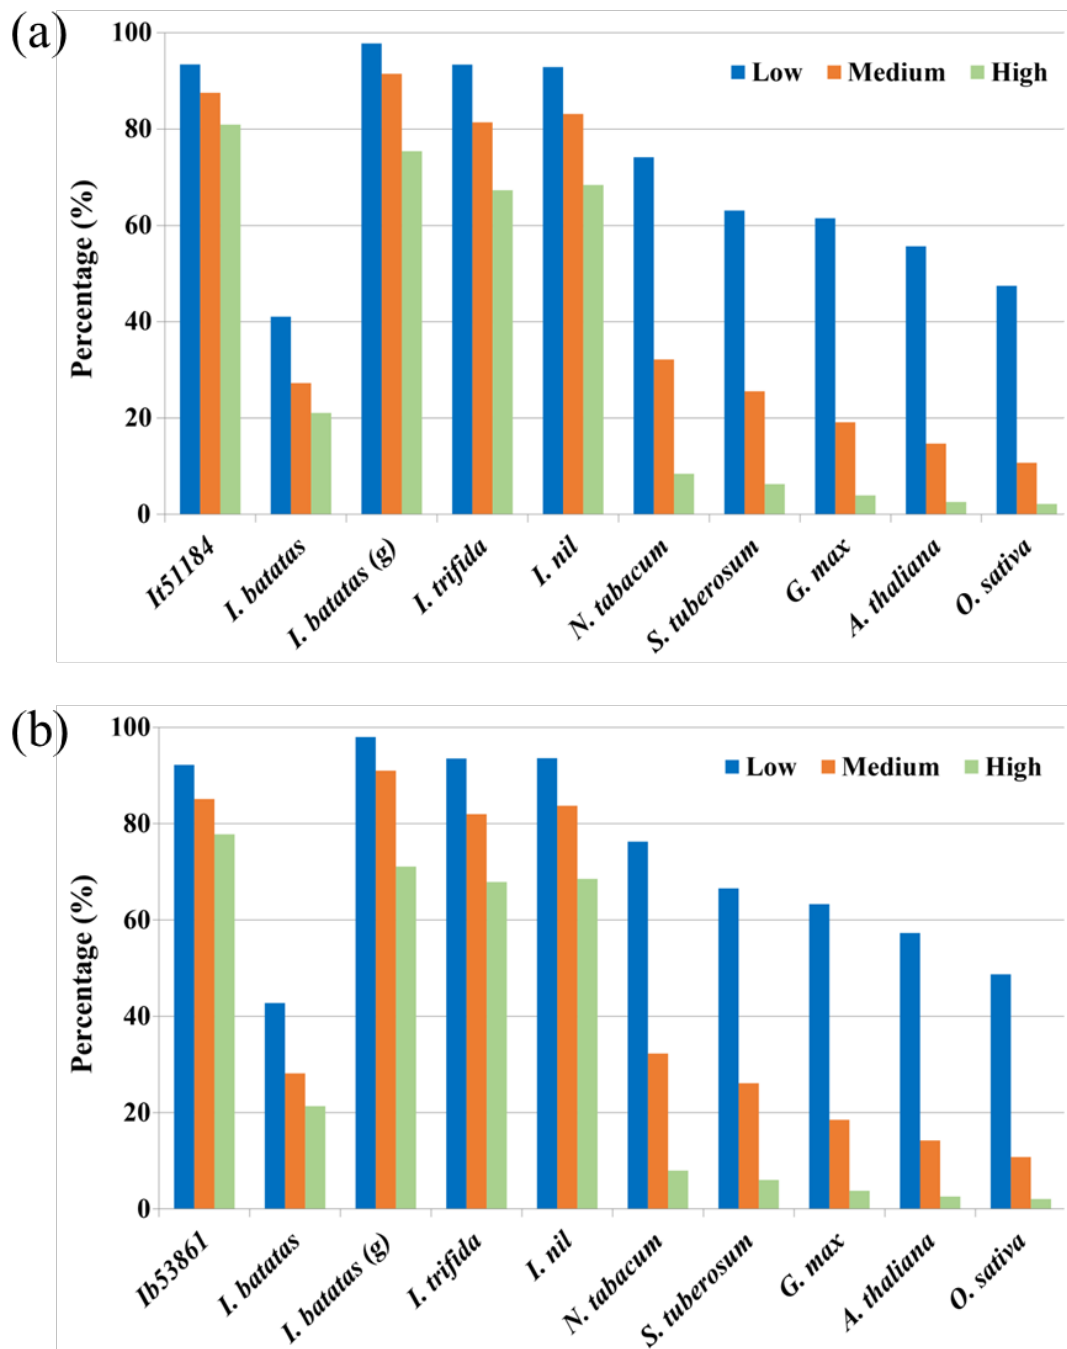 (a)
100
80
60
40
20
0
Percentage (%)
Low Medium High
It51184
I. batatas
I. batatas (g)
I. trifida
I. nil
N. tabacum
S. tuberosum
G. max
A. thaliana
O. sativa
(b)
100
80
60
40
20
0
Percentage (%)
Low Medium High
Ib53861
I. batatas
I. batatas (g)
I. trifida
I. nil
N. tabacum
S. tuberosum
G. max
A. thaliana
O. sativa